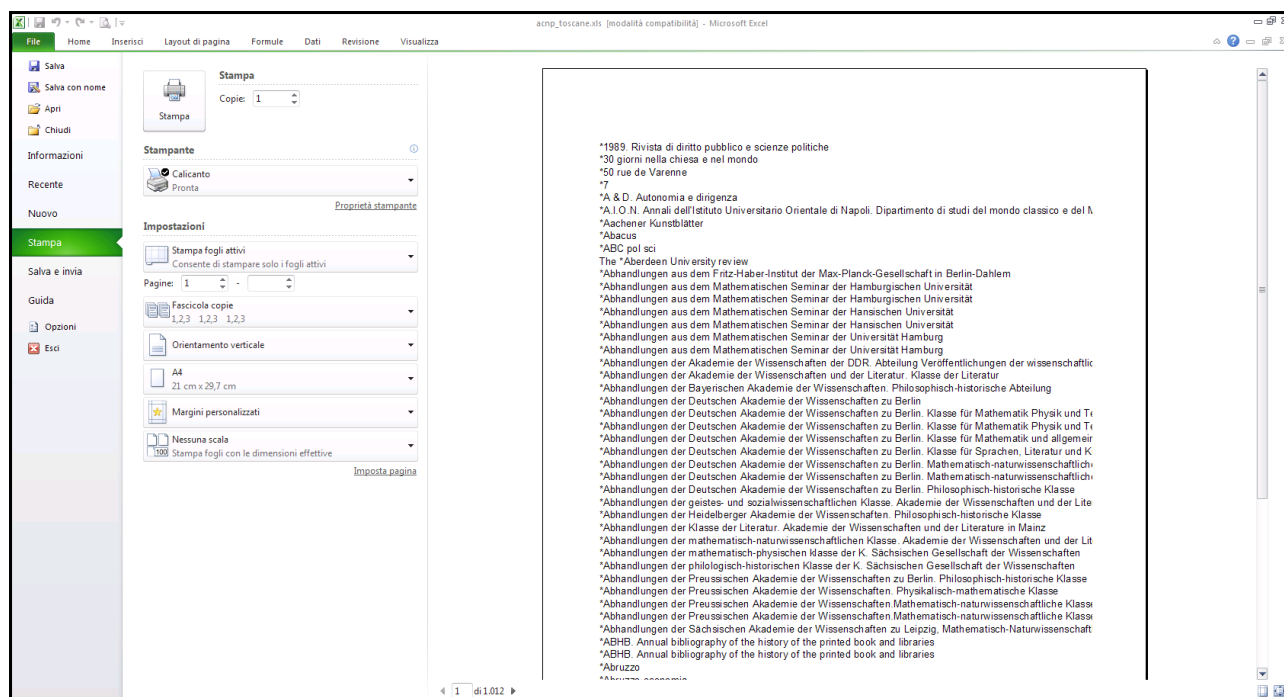 acnp_toscane.xls [modalità compatibilità] - Microsoft Excel
File Home Inserisci Layout di pagina Formule Dati Revisione Visualizza
Salva
Salva con nome
Apri
Chiudi
Informazioni
Recente
Nuovo
Stampa
Salva e invia
Guida
Opzioni
Esci
Stampa
Stampa
Copie: 1
Stampante
Calicanto
Pronta
Proprietà stampante
Impostazioni
Stampa fogli attivi
Consente di stampare solo i fogli attivi
Pagine: 1 -
Fascicola copie
1,2,3 1,2,3 1,2,3
Orientamento verticale
A4
21 cm x 29,7 cm
Margini personalizzati
Nessuna scala
100 Stampa fogli con le dimensioni effettive
Imposta pagina
*1989. Rivista di diritto pubblico e scienze politiche
*30 giorni nella chiesa e nel mondo
*50 rue de Varenne
*7
*A & D. Autonomia e dirigenza
*A.I.O.N. Annali dell'Istituto Universitario Orientale di Napoli. Dipartimento di studi del mondo classico e del M
*Aachener Kunstblätter
*Abacus
*ABC pol sci
The *Aberdeen University review
*Abhandlungen aus dem Fritz-Haber-Institut der Max-Planck-Gesellschaft in Berlin-Dahlem
*Abhandlungen aus dem Mathematischen Seminar der Hamburgischen Universität
*Abhandlungen aus dem Mathematischen Seminar der Hamburgischen Universität
*Abhandlungen aus dem Mathematischen Seminar der Hansischen Universität
*Abhandlungen aus dem Mathematischen Seminar der Hansischen Universität
*Abhandlungen aus dem Mathematischen Seminar der Universität Hamburg
*Abhandlungen aus dem Mathematischen Seminar der Universität Hamburg
*Abhandlungen der Akademie der Wissenschaften der DDR. Abteilung Veröffentlichungen der wissenschaftlic
*Abhandlungen der Akademie der Wissenschaften und der Literatur. Klasse der Literatur
*Abhandlungen der Bayerischen Akademie der Wissenschaften. Philosophisch-historische Abteilung
*Abhandlungen der Deutschen Akademie der Wissenschaften zu Berlin
*Abhandlungen der Deutschen Akademie der Wissenschaften zu Berlin. Klasse für Mathematik Physik und Te
*Abhandlungen der Deutschen Akademie der Wissenschaften zu Berlin. Klasse für Mathematik Physik und Te
*Abhandlungen der Deutschen Akademie der Wissenschaften zu Berlin. Klasse für Mathematik und allgemein
*Abhandlungen der Deutschen Akademie der Wissenschaften zu Berlin. Klasse für Sprachen, Literatur und K
*Abhandlungen der Deutschen Akademie der Wissenschaften zu Berlin. Mathematisch-naturwissenschaftliche
*Abhandlungen der Deutschen Akademie der Wissenschaften zu Berlin. Mathematisch-naturwissenschaftliche
*Abhandlungen der Deutschen Akademie der Wissenschaften zu Berlin. Philosophisch-historische Klasse
*Abhandlungen der geistes- und sozialwissenschaftlichen Klasse. Akademie der Wissenschaften und der Lite
*Abhandlungen der Heidelberger Akademie der Wissenschaften. Philosophisch-historische Klasse
*Abhandlungen der Klasse der Literatur. Akademie der Wissenschaften und der Literature in Mainz
*Abhandlungen der mathematisch-naturwissenschaftlichen Klasse. Akademie der Wissenschaften und der Lit
*Abhandlungen der mathematisch-physischen klasse der K. Sächsischen Gesellschaft der Wissenschaften
*Abhandlungen der philologisch-historischen Klasse der K. Sächsischen Gesellschaft der Wissenschaften
*Abhandlungen der Preussischen Akademie der Wissenschaften zu Berlin. Philosophisch-historische Klasse
*Abhandlungen der Preussischen Akademie der Wissenschaften. Physikalisch-mathematische Klasse
*Abhandlungen der Preussischen Akademie der Wissenschaften.Mathematisch-naturwissenschaftliche Klasse
*Abhandlungen der Preussischen Akademie der Wissenschaften.Mathematisch-naturwissenschaftliche Klasse
*Abhandlungen der Sächsischen Akademie der Wissenschaften zu Leipzig, Mathematisch-Naturwissenschaft
*ABHB. Annual bibliography of the history of the printed book and libraries
*ABHB. Annual bibliography of the history of the printed book and libraries
*Abruzzo
*Abruzzo economia
1 di 1.012